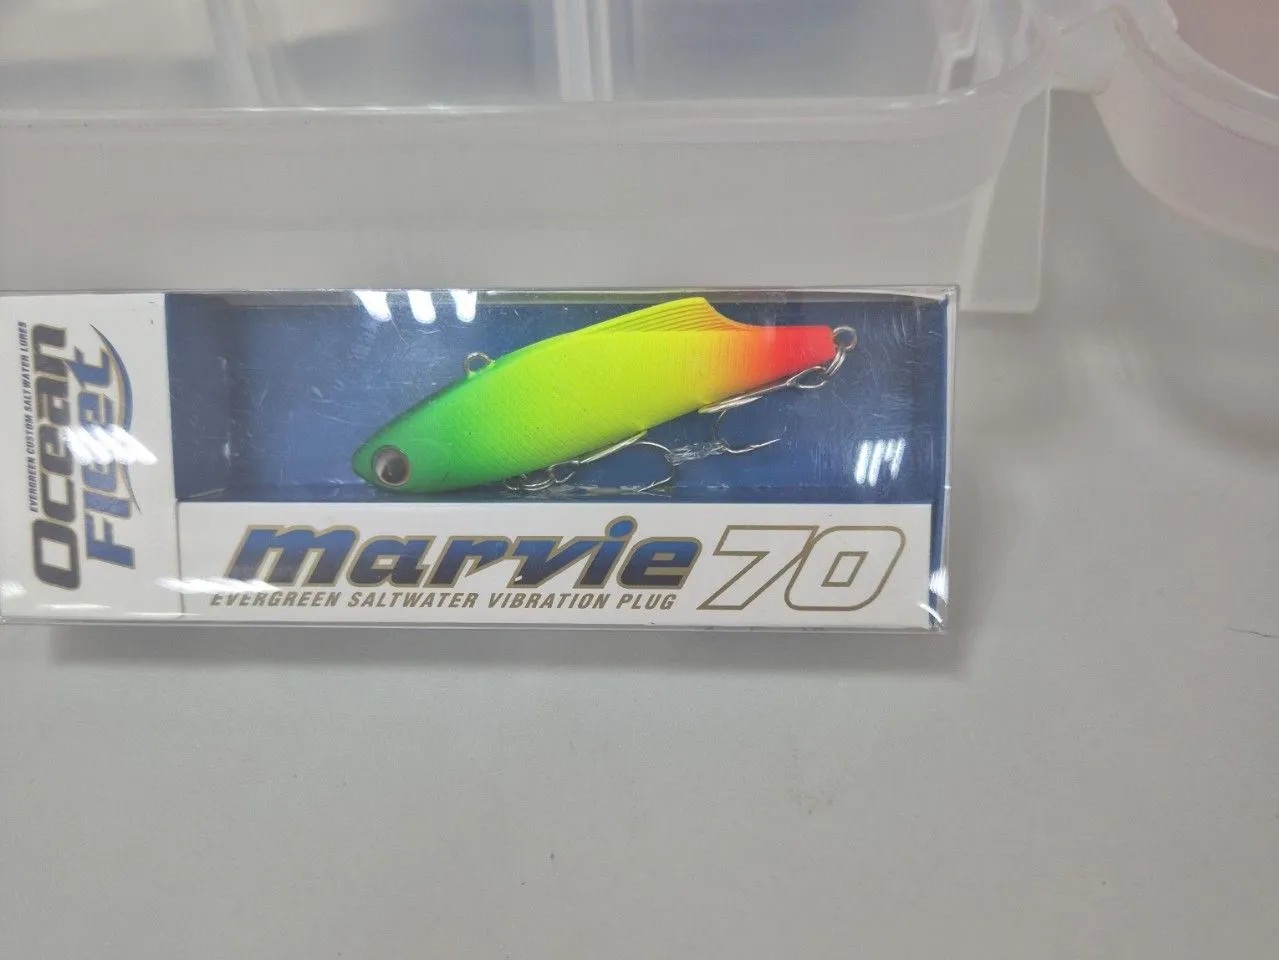 EVERGREEN CUSTOM SALTWATER LURES
Ocean
Fleet
marvie 70
EVERGREEN SALTWATER VIBRATION PLUG